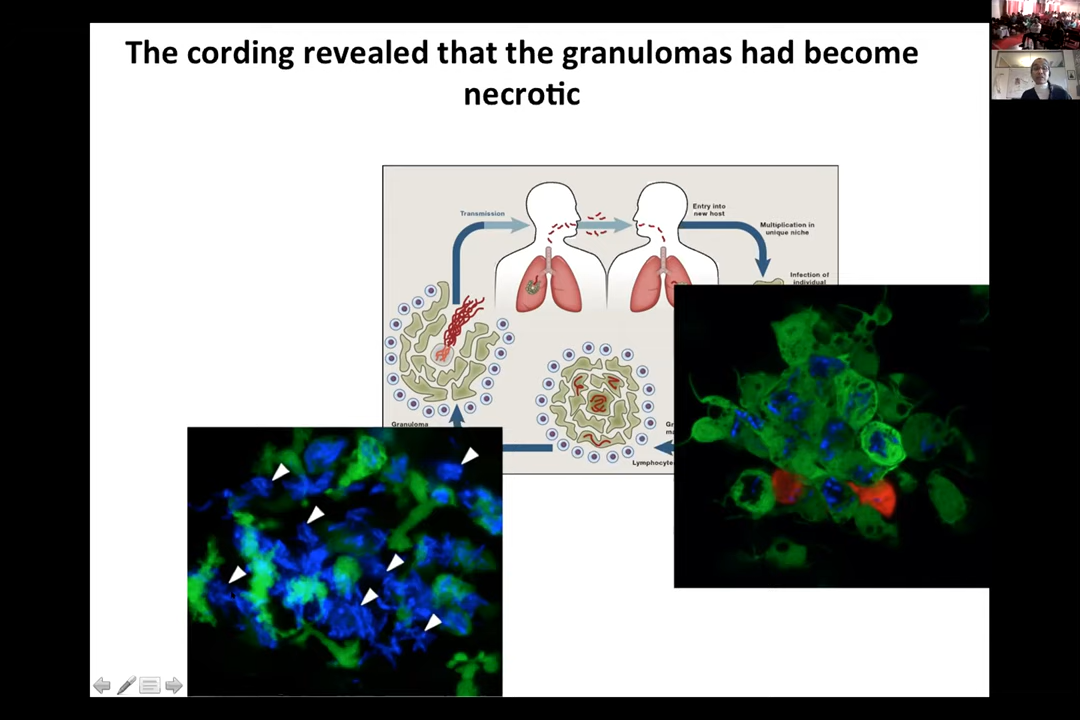 The cording revealed that the granulomas had become
necrotic
Transmission
Entry into
new host
Multiplication in
unique niche
Infection of
individual
Granuloma
Lymphocyte